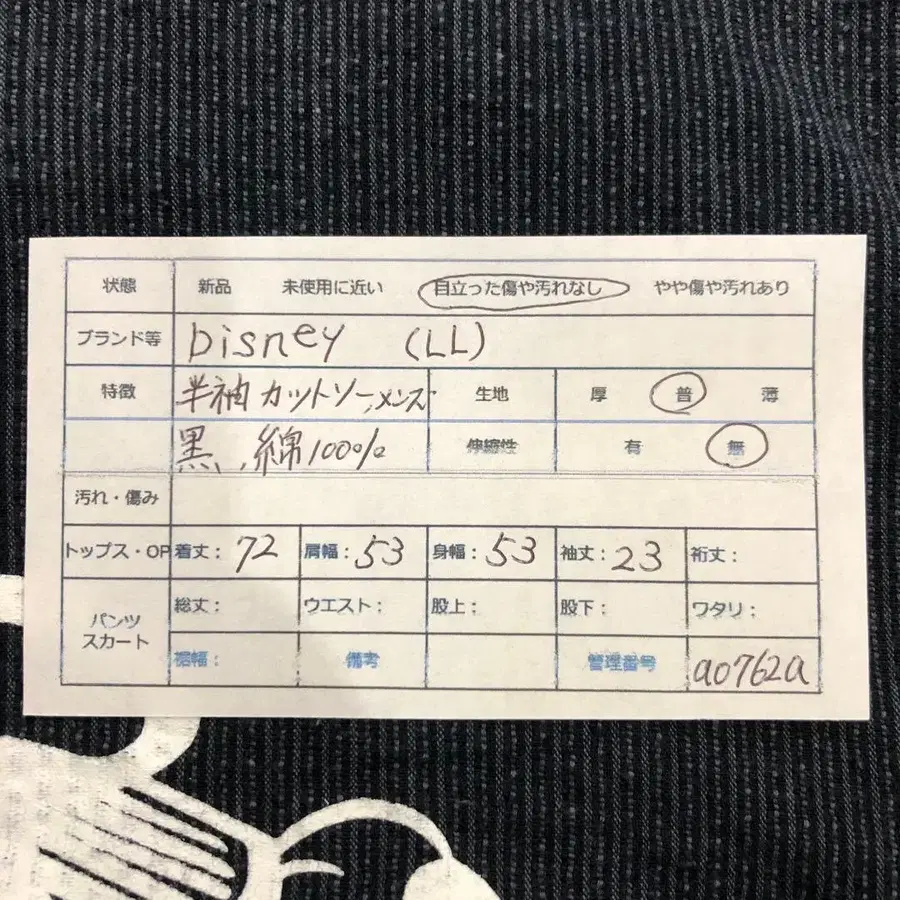 状態 新品 未使用に近い 目立った傷や汚れなし やや傷や汚れあり
ブランド等 Disney (LL)
特徴 半袖カットソー、メンズ 生地 厚 普 薄
黒、綿100% 伸縮性 有 無
汚れ・傷み
トップス・OP 着丈: 72 肩幅: 53 身幅: 53 袖丈: 23 裄丈:
パンツ スカート 総丈: ウエスト: 股上: 股下: ワタリ:
裾幅: 備考 管理番号 a0762a